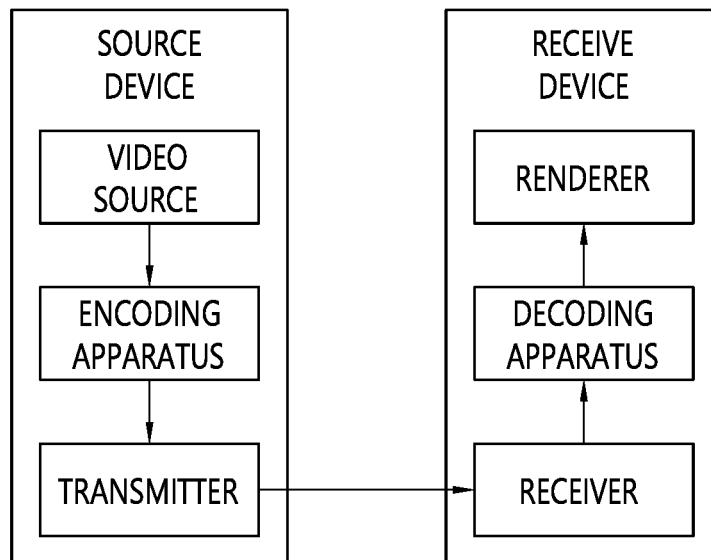 SOURCE
DEVICE
VIDEO
SOURCE
ENCODING
APPARATUS
TRANSMITTER
RECEIVE
DEVICE
RENDERER
DECODING
APPARATUS
RECEIVER